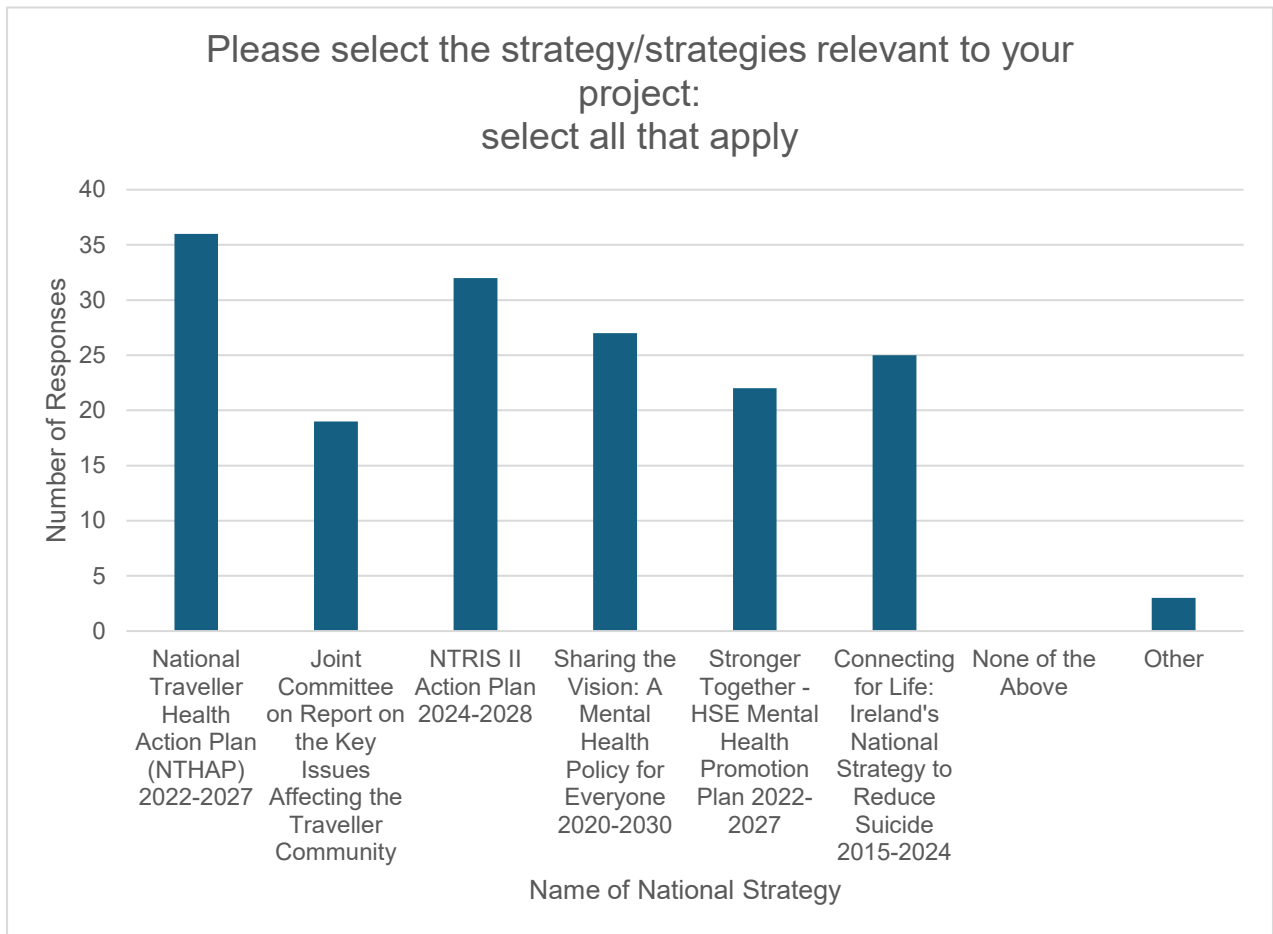 Please select the strategy/strategies relevant to your
project:
select all that apply
40
35
30
25
20
15
10
5
0
Number of Responses
National
Traveller
Health
Action Plan
(NTHAP)
2022-2027
Joint
Committee
on Report on
the Key
Issues
Affecting the
Traveller
Community
NTRIS II
Action Plan
2024-2028
Sharing the
Vision: A
Mental
Health
Policy for
Everyone
2020-2030
Stronger
Together -
HSE Mental
Health
Promotion
Plan 2022-
2027
Connecting
for Life:
Ireland's
National
Strategy to
Reduce
Suicide
2015-2024
None of the
Above
Other
Name of National Strategy